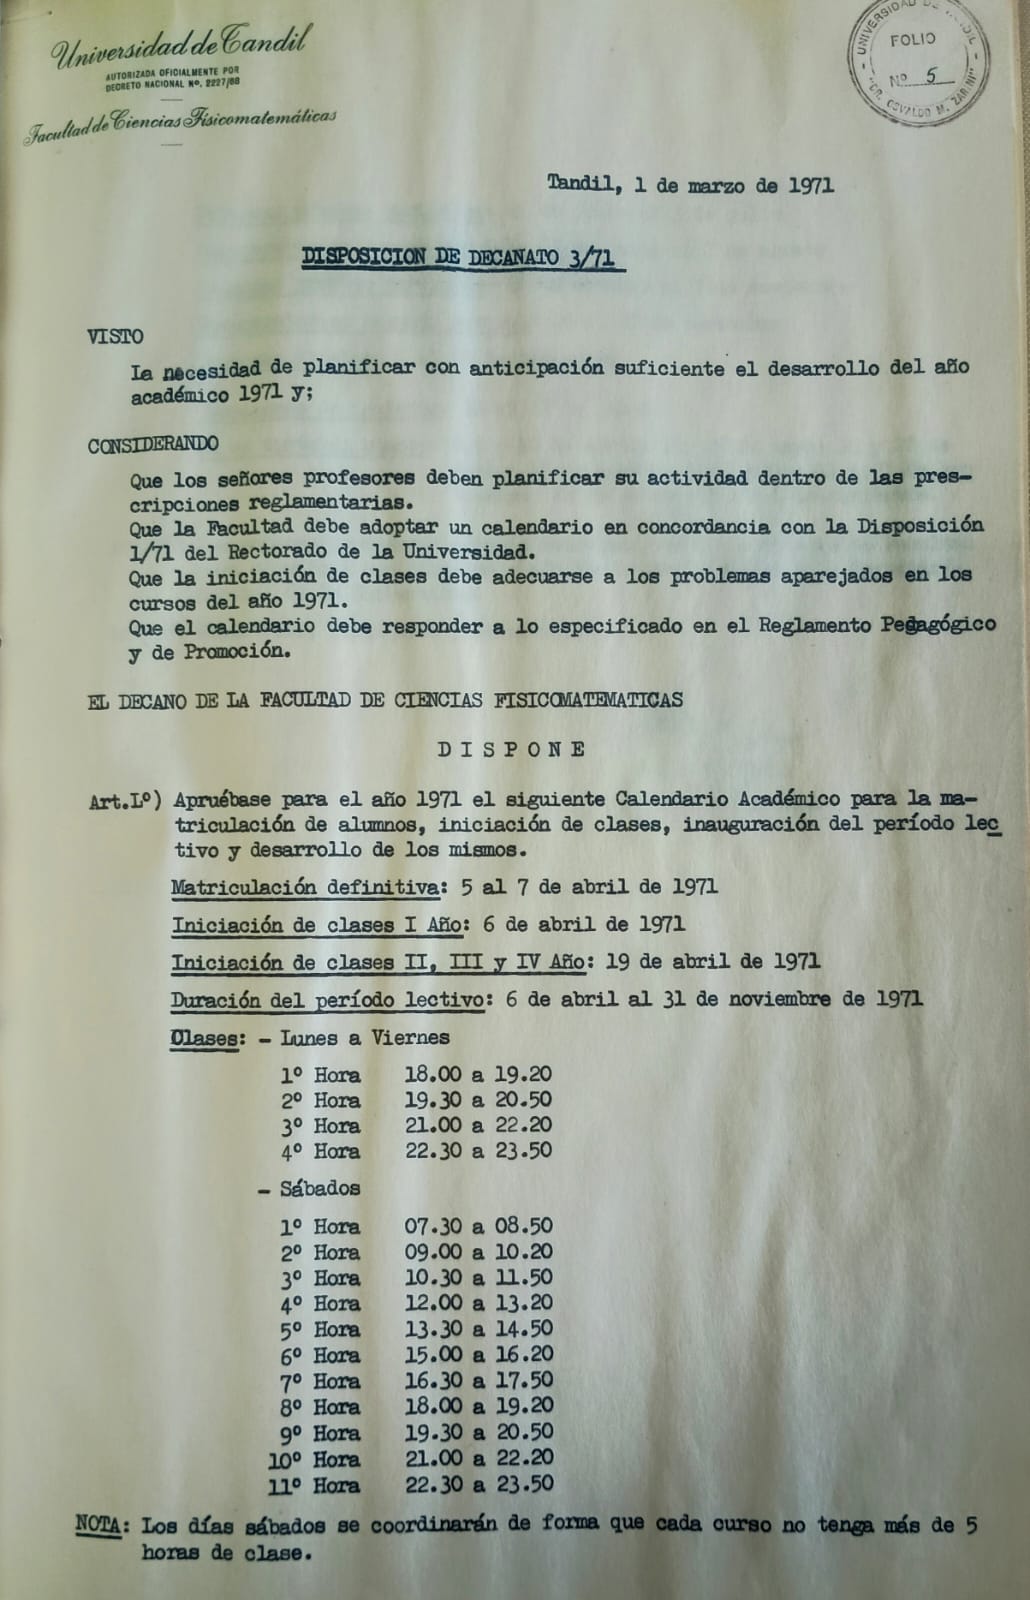 Universidad de Tandil
AUTORIZADA OFICIALMENTE POR
DECRETO NACIONAL Nº. 2227/68
Facultad de Ciencias Fisicomatemáticas
UNIVERSIDAD DE TANDIL
FOLIO
Nº 5
"DR. OSVALDO M. ZARINI"
Tandil, 1 de marzo de 1971
DISPOSICION DE DECANATO 3/71
VISTO
La necesidad de planificar con anticipación suficiente el desarrollo del año
académico 1971 y;
CONSIDERANDO
Que los señores profesores deben planificar su actividad dentro de las pres-
cripciones reglamentarias.
Que la Facultad debe adoptar un calendario en concordancia con la Disposición
1/71 del Rectorado de la Universidad.
Que la iniciación de clases debe adecuarse a los problemas aparejados en los
cursos del año 1971.
Que el calendario debe responder a lo especificado en el Reglamento Pedagógico
y de Promoción.
EL DECANO DE LA FACULTAD DE CIENCIAS FISICOMATEMATICAS
D I S P O N E
Art.1º) Apruébase para el año 1971 el siguiente Calendario Académico para la ma-
triculación de alumnos, iniciación de clases, inauguración del período lec
tivo y desarrollo de los mismos.
Matriculación definitiva: 5 al 7 de abril de 1971
Iniciación de clases I Año: 6 de abril de 1971
Iniciación de clases II, III y IV Año: 19 de abril de 1971
Duración del período lectivo: 6 de abril al 31 de noviembre de 1971
Clases: - Lunes a Viernes
1º Hora 18.00 a 19.20
2º Hora 19.30 a 20.50
3º Hora 21.00 a 22.20
4º Hora 22.30 a 23.50
- Sábados
1º Hora 07.30 a 08.50
2º Hora 09.00 a 10.20
3º Hora 10.30 a 11.50
4º Hora 12.00 a 13.20
5º Hora 13.30 a 14.50
6º Hora 15.00 a 16.20
7º Hora 16.30 a 17.50
8º Hora 18.00 a 19.20
9º Hora 19.30 a 20.50
10º Hora 21.00 a 22.20
11º Hora 22.30 a 23.50
NOTA: Los días sábados se coordinarán de forma que cada curso no tenga más de 5
horas de clase.